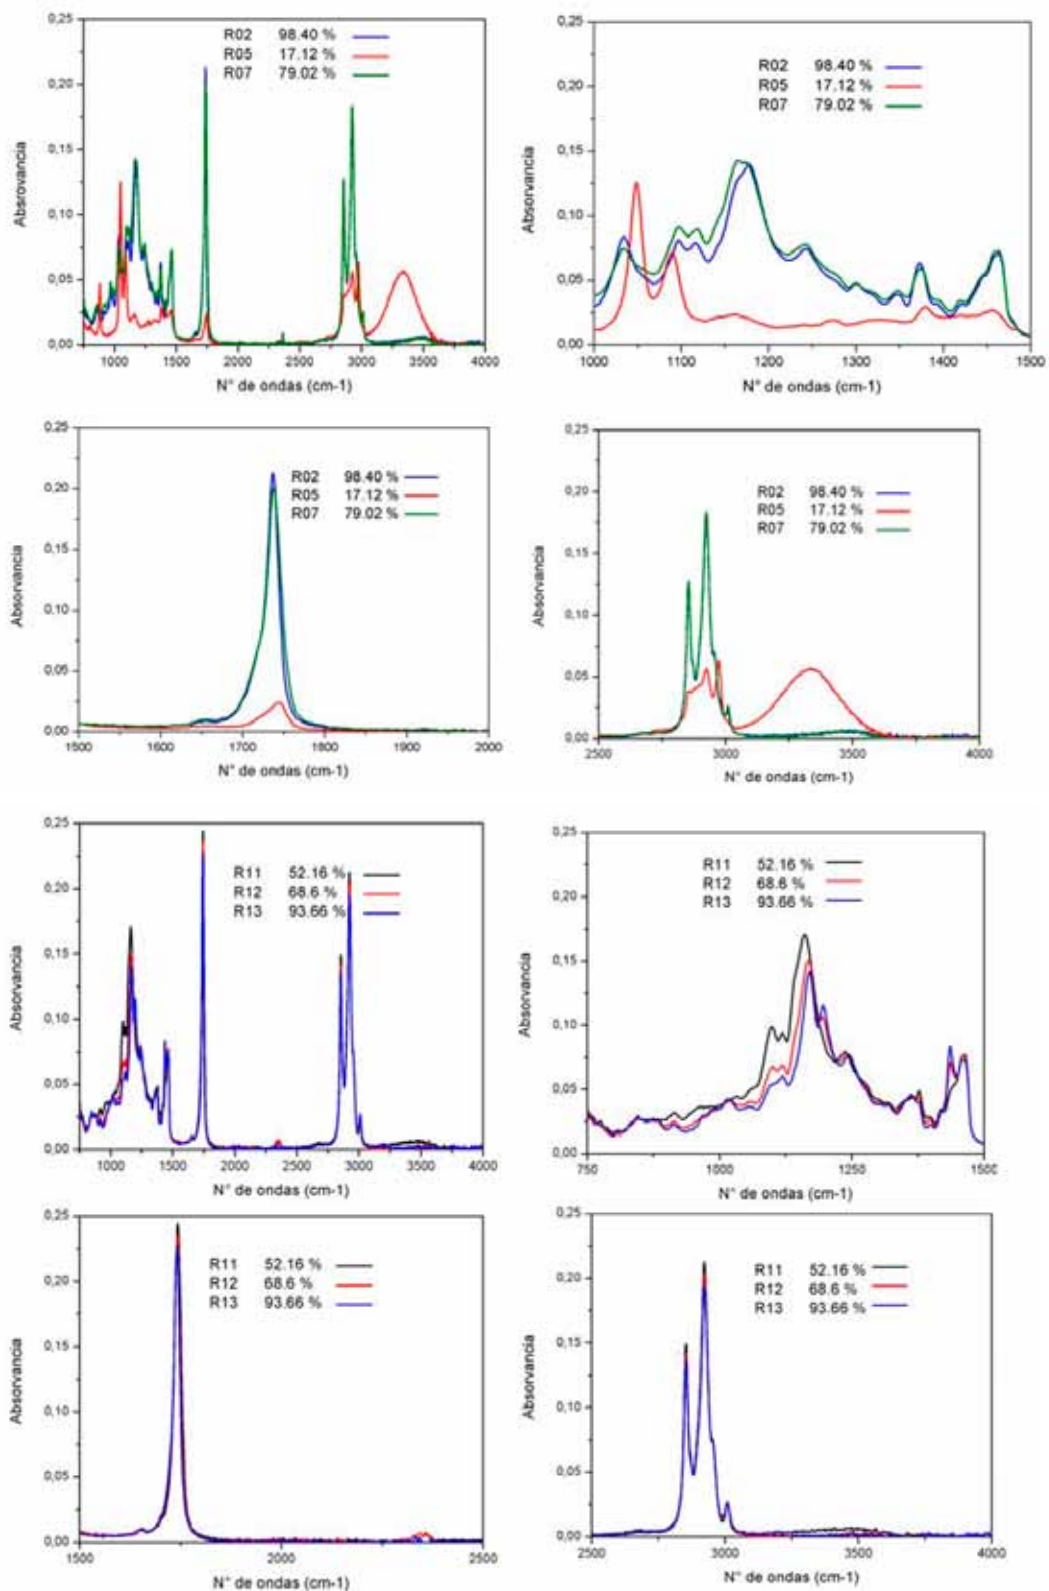 0,25
0,20
0,15
0,10
0,05
0,00
Absrovancia
R02 98.40 %
R05 17.12 %
R07 79.02 %
1000 1500 2000 2500 3000 3500 4000
N° de ondas (cm-1)
0,25
0,20
0,15
0,10
0,05
0,00
Absorvancia
R02 98.40 %
R05 17.12 %
R07 79.02 %
1000 1100 1200 1300 1400 1500
N° de ondas (cm-1)
0,25
0,20
0,15
0,10
0,05
0,00
Absorvancia
R02 98.40 %
R05 17.12 %
R07 79.02 %
1500 1600 1700 1800 1900 2000
N° de ondas (cm-1)
0,25
0,20
0,15
0,10
0,05
0,00
Absorvancia
R02 98.40 %
R05 17.12 %
R07 79.02 %
2500 3000 3500 4000
N° de ondas (cm-1)
0,25
0,20
0,15
0,10
0,05
0,00
Absorvancia
R11 52.16 %
R12 68.6 %
R13 93.66 %
1000 1500 2000 2500 3000 3500 4000
N° de ondas (cm-1)
0,25
0,20
0,15
0,10
0,05
0,00
Absorvancia
R11 52.16 %
R12 68.6 %
R13 93.66 %
750 1000 1250 1500
N° de ondas (cm-1)
0,25
0,20
0,15
0,10
0,05
0,00
Absorvancia
R11 52.16 %
R12 68.6 %
R13 93.66 %
1500 2000 2500
N° de ondas (cm-1)
0,25
0,20
0,15
0,10
0,05
0,00
Absorvancia
R11 52.16 %
R12 68.6 %
R13 93.66 %
2500 3000 3500 4000
N° de ondas (cm-1)